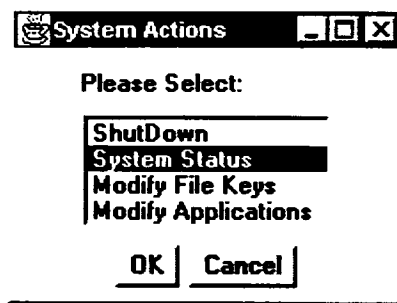 System Actions
Please Select:
ShutDown
System Status
Modify File Keys
Modify Applications
OK Cancel